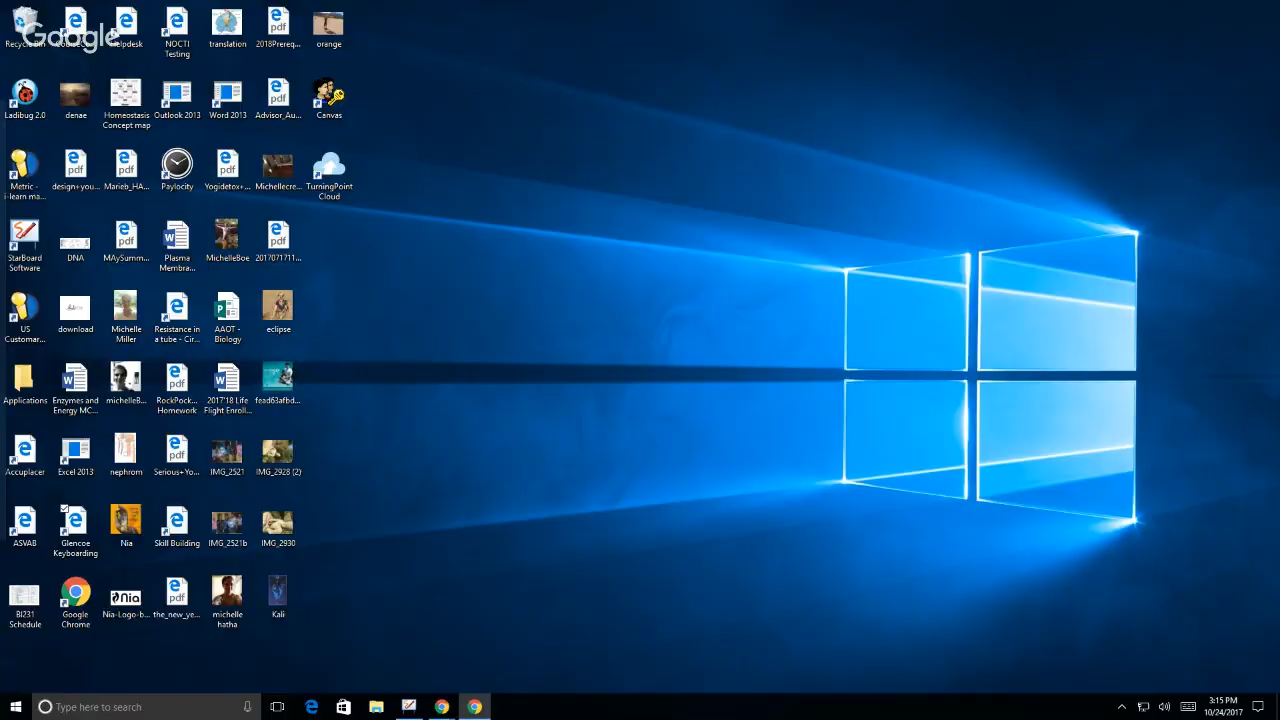 Google
Recycle Bin
Helpdesk
NOCTI
Testing
translation
2018Prereq...
orange
Ladibug 2.0
denae
Homeostasis
Concept map
Outlook 2013
Word 2013
Advisor_Au...
Canvas
Metric -
i-learn ma...
design+you...
Marieb_HA...
Paylocity
Yogidetox+...
Michellecre...
TurningPoint
Cloud
StarBoard
Software
DNA
MAySumm...
Plasma
Membra...
MichelleBoe
2017071711...
US
Customar...
download
Michelle
Miller
Resistance in
a tube - Cir...
AAOT -
Biology
eclipse
Applications
Enzymes and
Energy MC...
michelleB...
RockPock...
Homework
2017'18 Life
Flight Enroll...
fead63afbd...
Accuplacer
Excel 2013
nephrom
Serious+Yo...
IMG_2521
IMG_2928 (2)
ASVAB
Glencoe
Keyboarding
Nia
Skill Building
IMG_2521b
IMG_2930
BI231
Schedule
Google
Chrome
Nia-Logo-b...
the_new_ye...
michelle
hatha
Kali
Type here to search
3:15 PM
10/24/2017